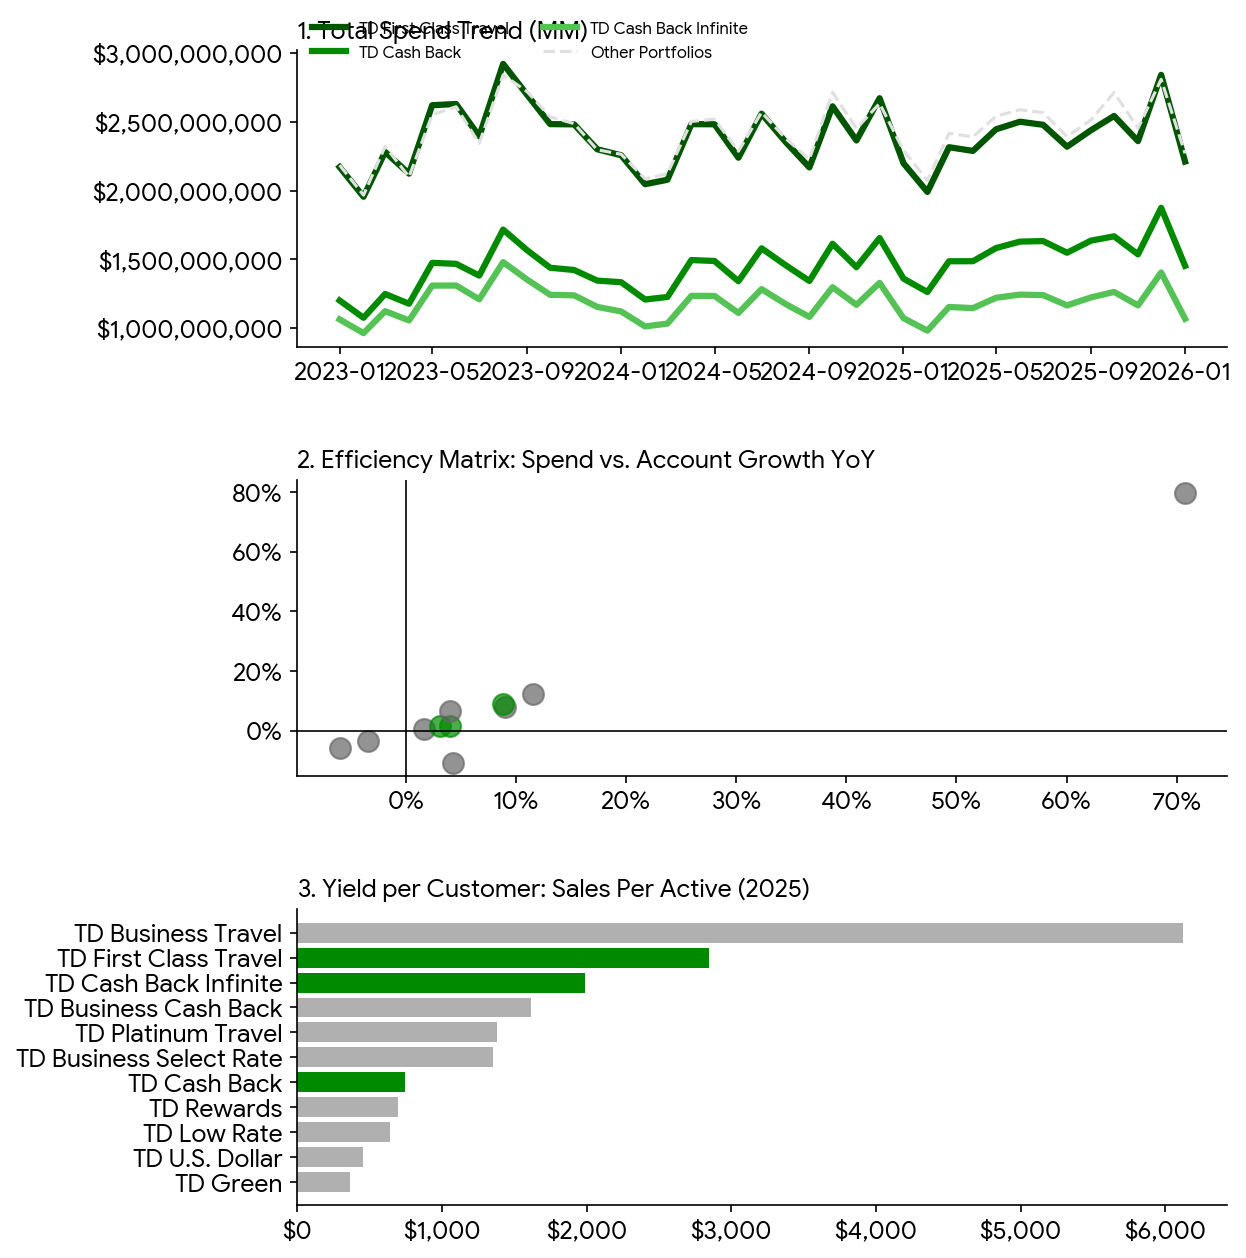 1. Total Spend Trend (MM)
TD First Class Travel
TD Cash Back Infinite
TD Cash Back
Other Portfolios
$3,000,000,000
$2,500,000,000
$2,000,000,000
$1,500,000,000
$1,000,000,000
2023-01 2023-05 2023-09 2024-01 2024-05 2024-09 2025-01 2025-05 2025-09 2026-01
2. Efficiency Matrix: Spend vs. Account Growth YoY
80%
60%
40%
20%
0%
0% 10% 20% 30% 40% 50% 60% 70%
3. Yield per Customer: Sales Per Active (2025)
TD Business Travel
TD First Class Travel
TD Cash Back Infinite
TD Business Cash Back
TD Platinum Travel
TD Business Select Rate
TD Cash Back
TD Rewards
TD Low Rate
TD U.S. Dollar
TD Green
$0 $1,000 $2,000 $3,000 $4,000 $5,000 $6,000